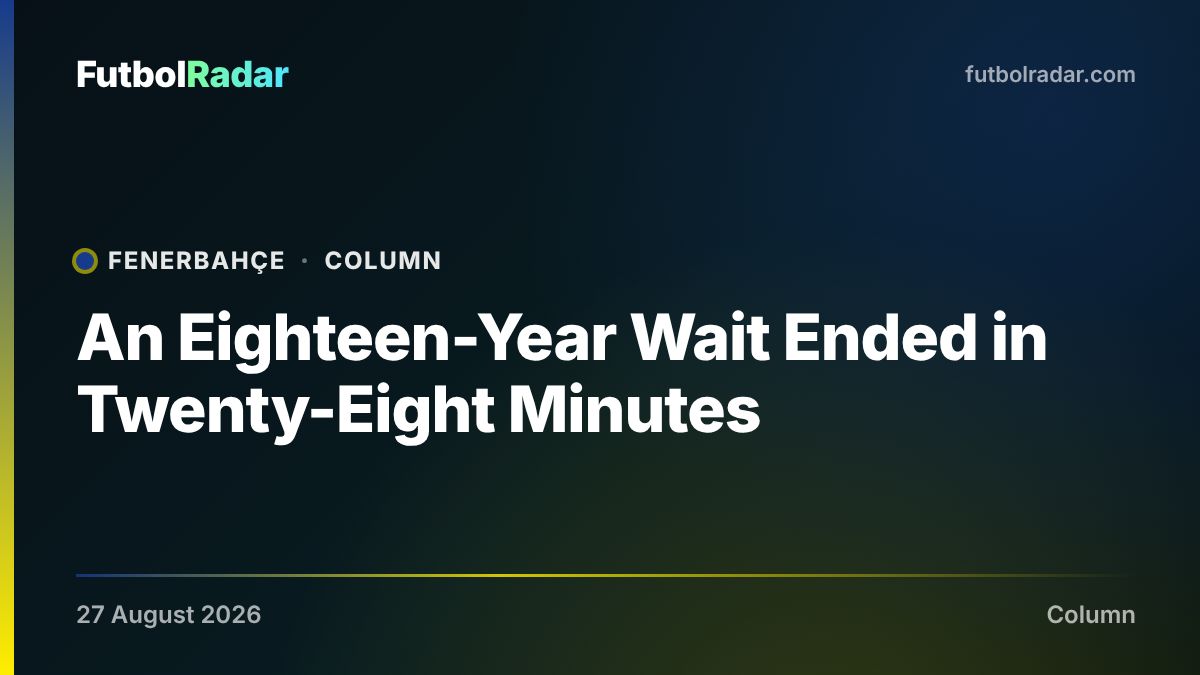 FutbolRadar
futbolradar.com
FENERBAHÇE · COLUMN
An Eighteen-Year Wait Ended in
Twenty-Eight Minutes
27 August 2026
Column